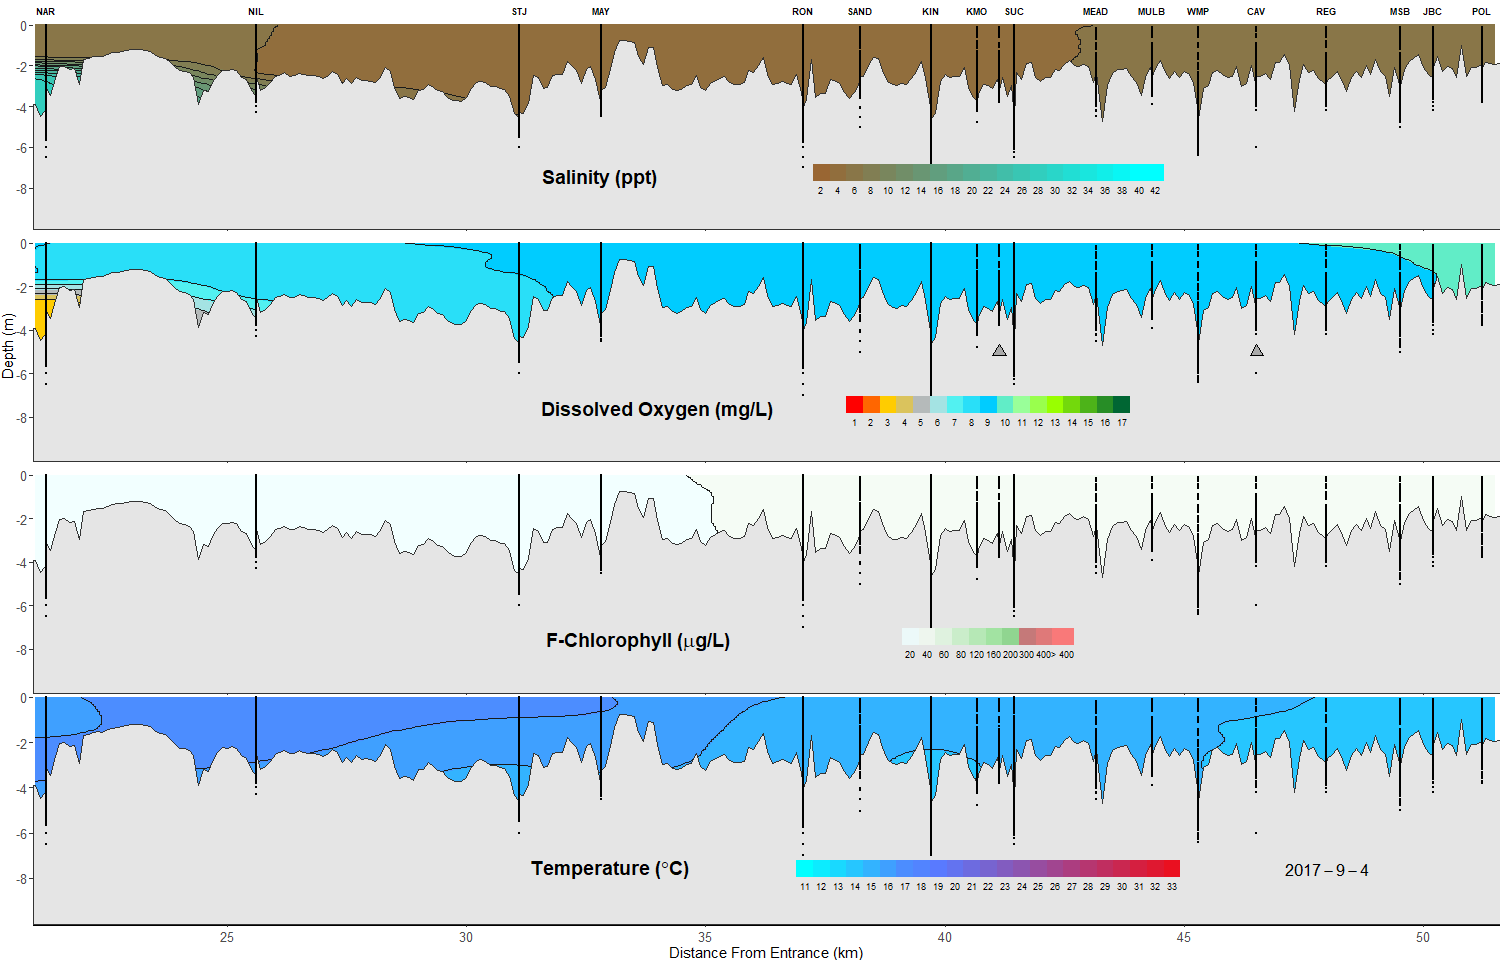 NAR NIL STJ MAY RON SAND KIN KMO SUC MEAD MULB WMP CAV REG MSB JBC POL
0
-2
-4
-6
-8
Salinity (ppt)
2 4 6 8 10 12 14 16 18 20 22 24 26 28 30 32 34 36 38 40 42
0
-2
-4
-6
-8
Depth (m)
Dissolved Oxygen (mg/L)
1 2 3 4 5 6 7 8 9 10 11 12 13 14 15 16 17
0
-2
-4
-6
-8
F-Chlorophyll (μg/L)
20 40 60 80 120 160 200 300 400> 400
0
-2
-4
-6
-8
Temperature (°C)
11 12 13 14 15 16 17 18 19 20 21 22 23 24 25 26 27 28 29 30 31 32 33
2017 – 9 – 4
25 30 35 40 45 50
Distance From Entrance (km)